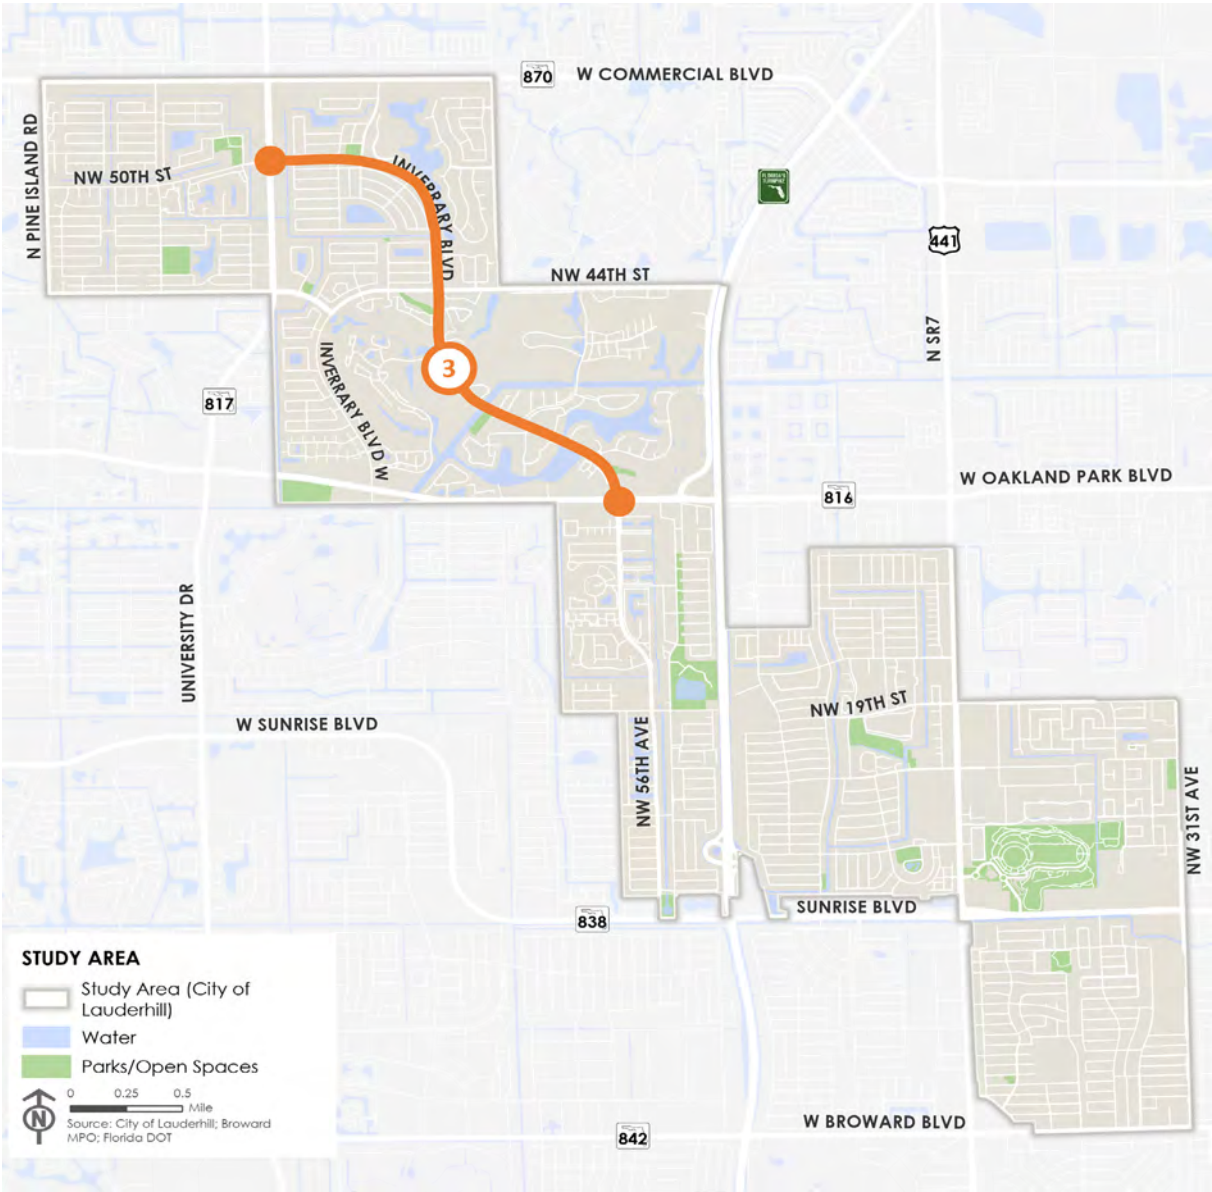 870
W COMMERCIAL BLVD
N PINE ISLAND RD
NW 50TH ST
INVERRARY BLVD
FLORIDA'S
TURNPIKE
441
NW 44TH ST
N SR7
3
INVERRARY BLVD W
817
W OAKLAND PARK BLVD
816
UNIVERSITY DR
NW 19TH ST
W SUNRISE BLVD
NW 56TH AVE
NW 31ST AVE
SUNRISE BLVD
838
STUDY AREA
Study Area (City of
Lauderhill)
Water
Parks/Open Spaces
0 0.25 0.5
Mile
N
Source: City of Lauderhill; Broward
MPO; Florida DOT
W BROWARD BLVD
842